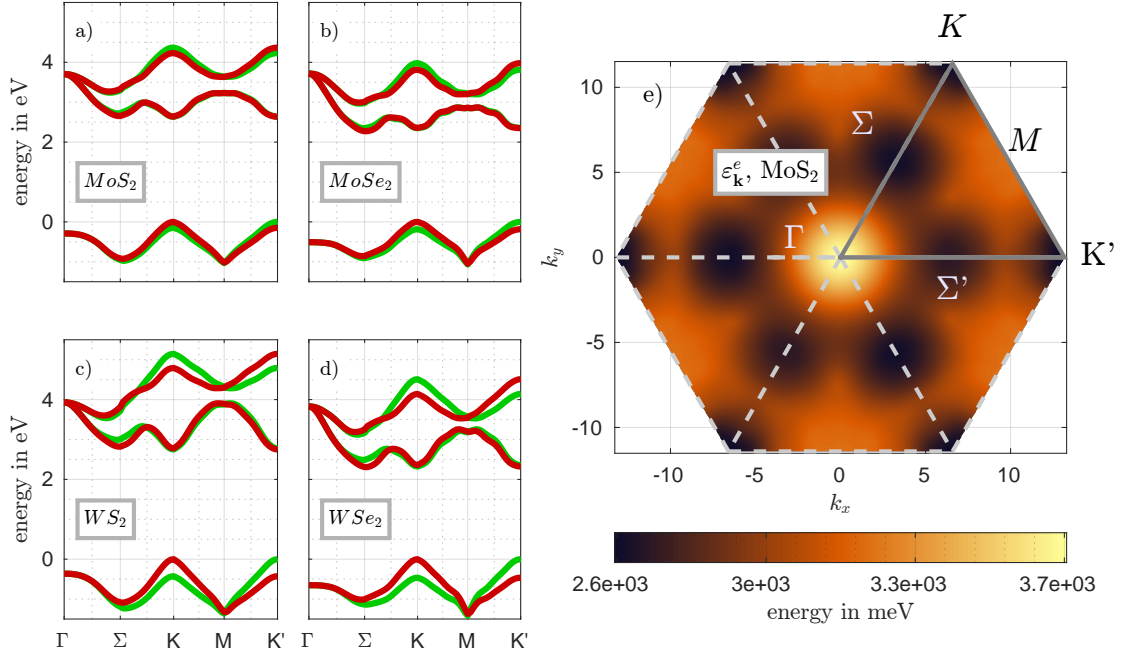 a)
b)
energy in eV
4
2
0
MoS₂
MoSe₂
c)
d)
energy in eV
4
2
0
WS₂
WSe₂
Γ Σ K M K'
Γ Σ K M K'
e)
K
Σ
M
εᵉ𝐤, MoS₂
Γ
K'
Σ'
k_y
10
5
0
-5
-10
-10 -5 0 5 10
k_x
2.6e+03 3e+03 3.3e+03 3.7e+03
energy in meV